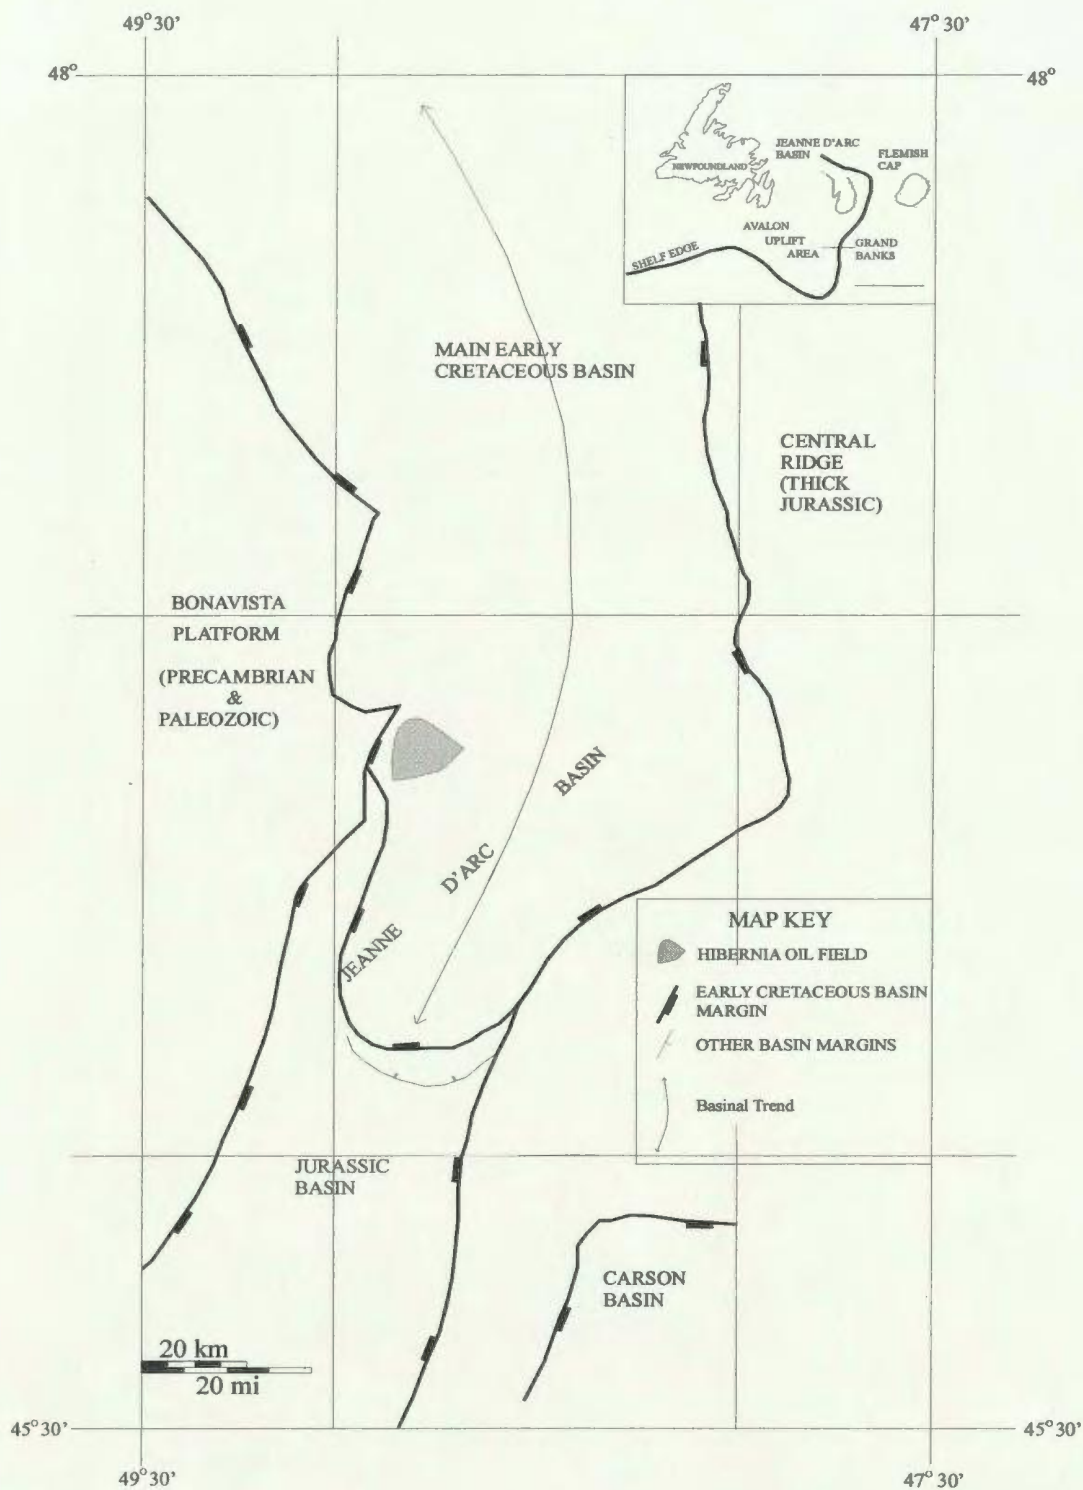 49°30'
47°30'
48°
48°
JEANNE D'ARC
BASIN
FLEMISH
CAP
NEWFOUNDLAND
AVALON
UPLIFT
AREA
GRAND
BANKS
SHELF EDGE
MAIN EARLY
CRETACEOUS BASIN
CENTRAL
RIDGE
(THICK
JURASSIC)
BONAVISTA
PLATFORM
(PRECAMBRIAN
&
PALEOZOIC)
JEANNE D'ARC BASIN
MAP KEY
HIBERNIA OIL FIELD
EARLY CRETACEOUS BASIN
MARGIN
OTHER BASIN MARGINS
Basinal Trend
JURASSIC
BASIN
CARSON
BASIN
20 km
20 mi
45°30'
45°30'
49°30'
47°30'